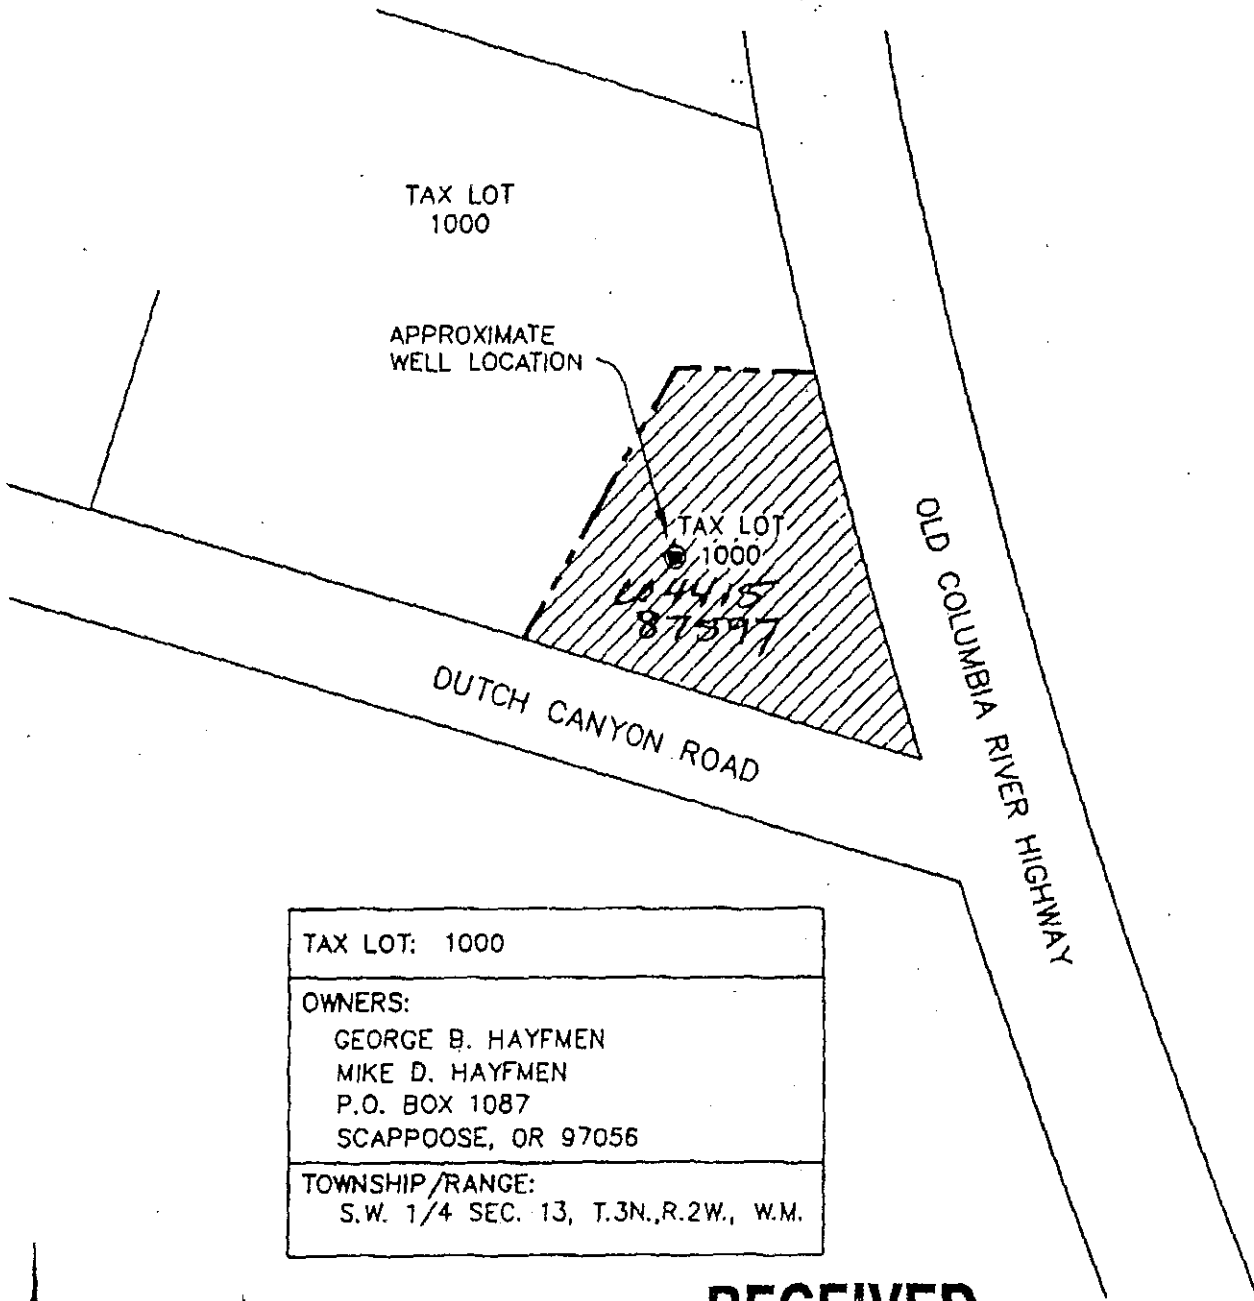 TAX LOT
1000
APPROXIMATE
WELL LOCATION
TAX LOT
1000
87597
OLD COLUMBIA RIVER HIGHWAY
DUTCH CANYON ROAD
TAX LOT: 1000
OWNERS:
GEORGE B. HAYFMEN
MIKE D. HAYFMEN
P.O. BOX 1087
SCAPPOOSE, OR 97056
TOWNSHIP/RANGE:
S.W. 1/4 SEC. 13, T.3N.,R.2W., W.M.
RECEIVED